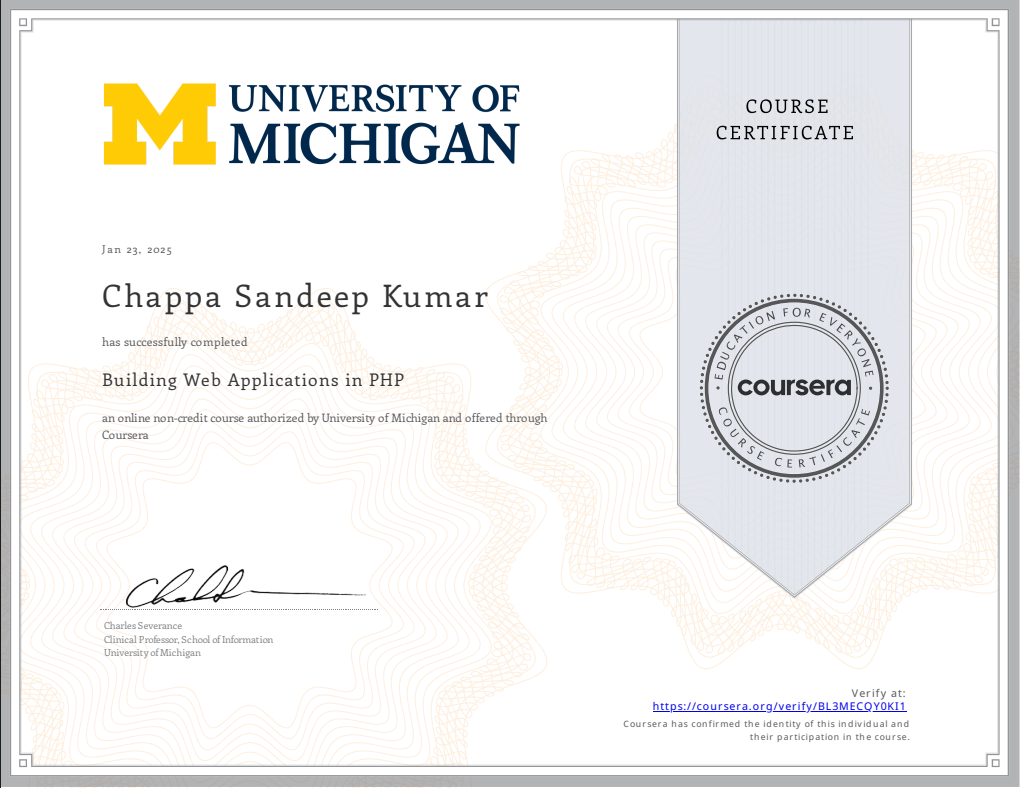 UNIVERSITY OF
MICHIGAN
COURSE
CERTIFICATE
Jan 23, 2025
Chappa Sandeep Kumar
has successfully completed
Building Web Applications in PHP
an online non-credit course authorized by University of Michigan and offered through
Coursera
EDUCATION FOR EVERYONE
coursera
COURSE CERTIFICATE
Charles Severance
Clinical Professor, School of Information
University of Michigan
Verify at:
https://coursera.org/verify/BL3MECQY0KI1
Coursera has confirmed the identity of this individual and
their participation in the course.